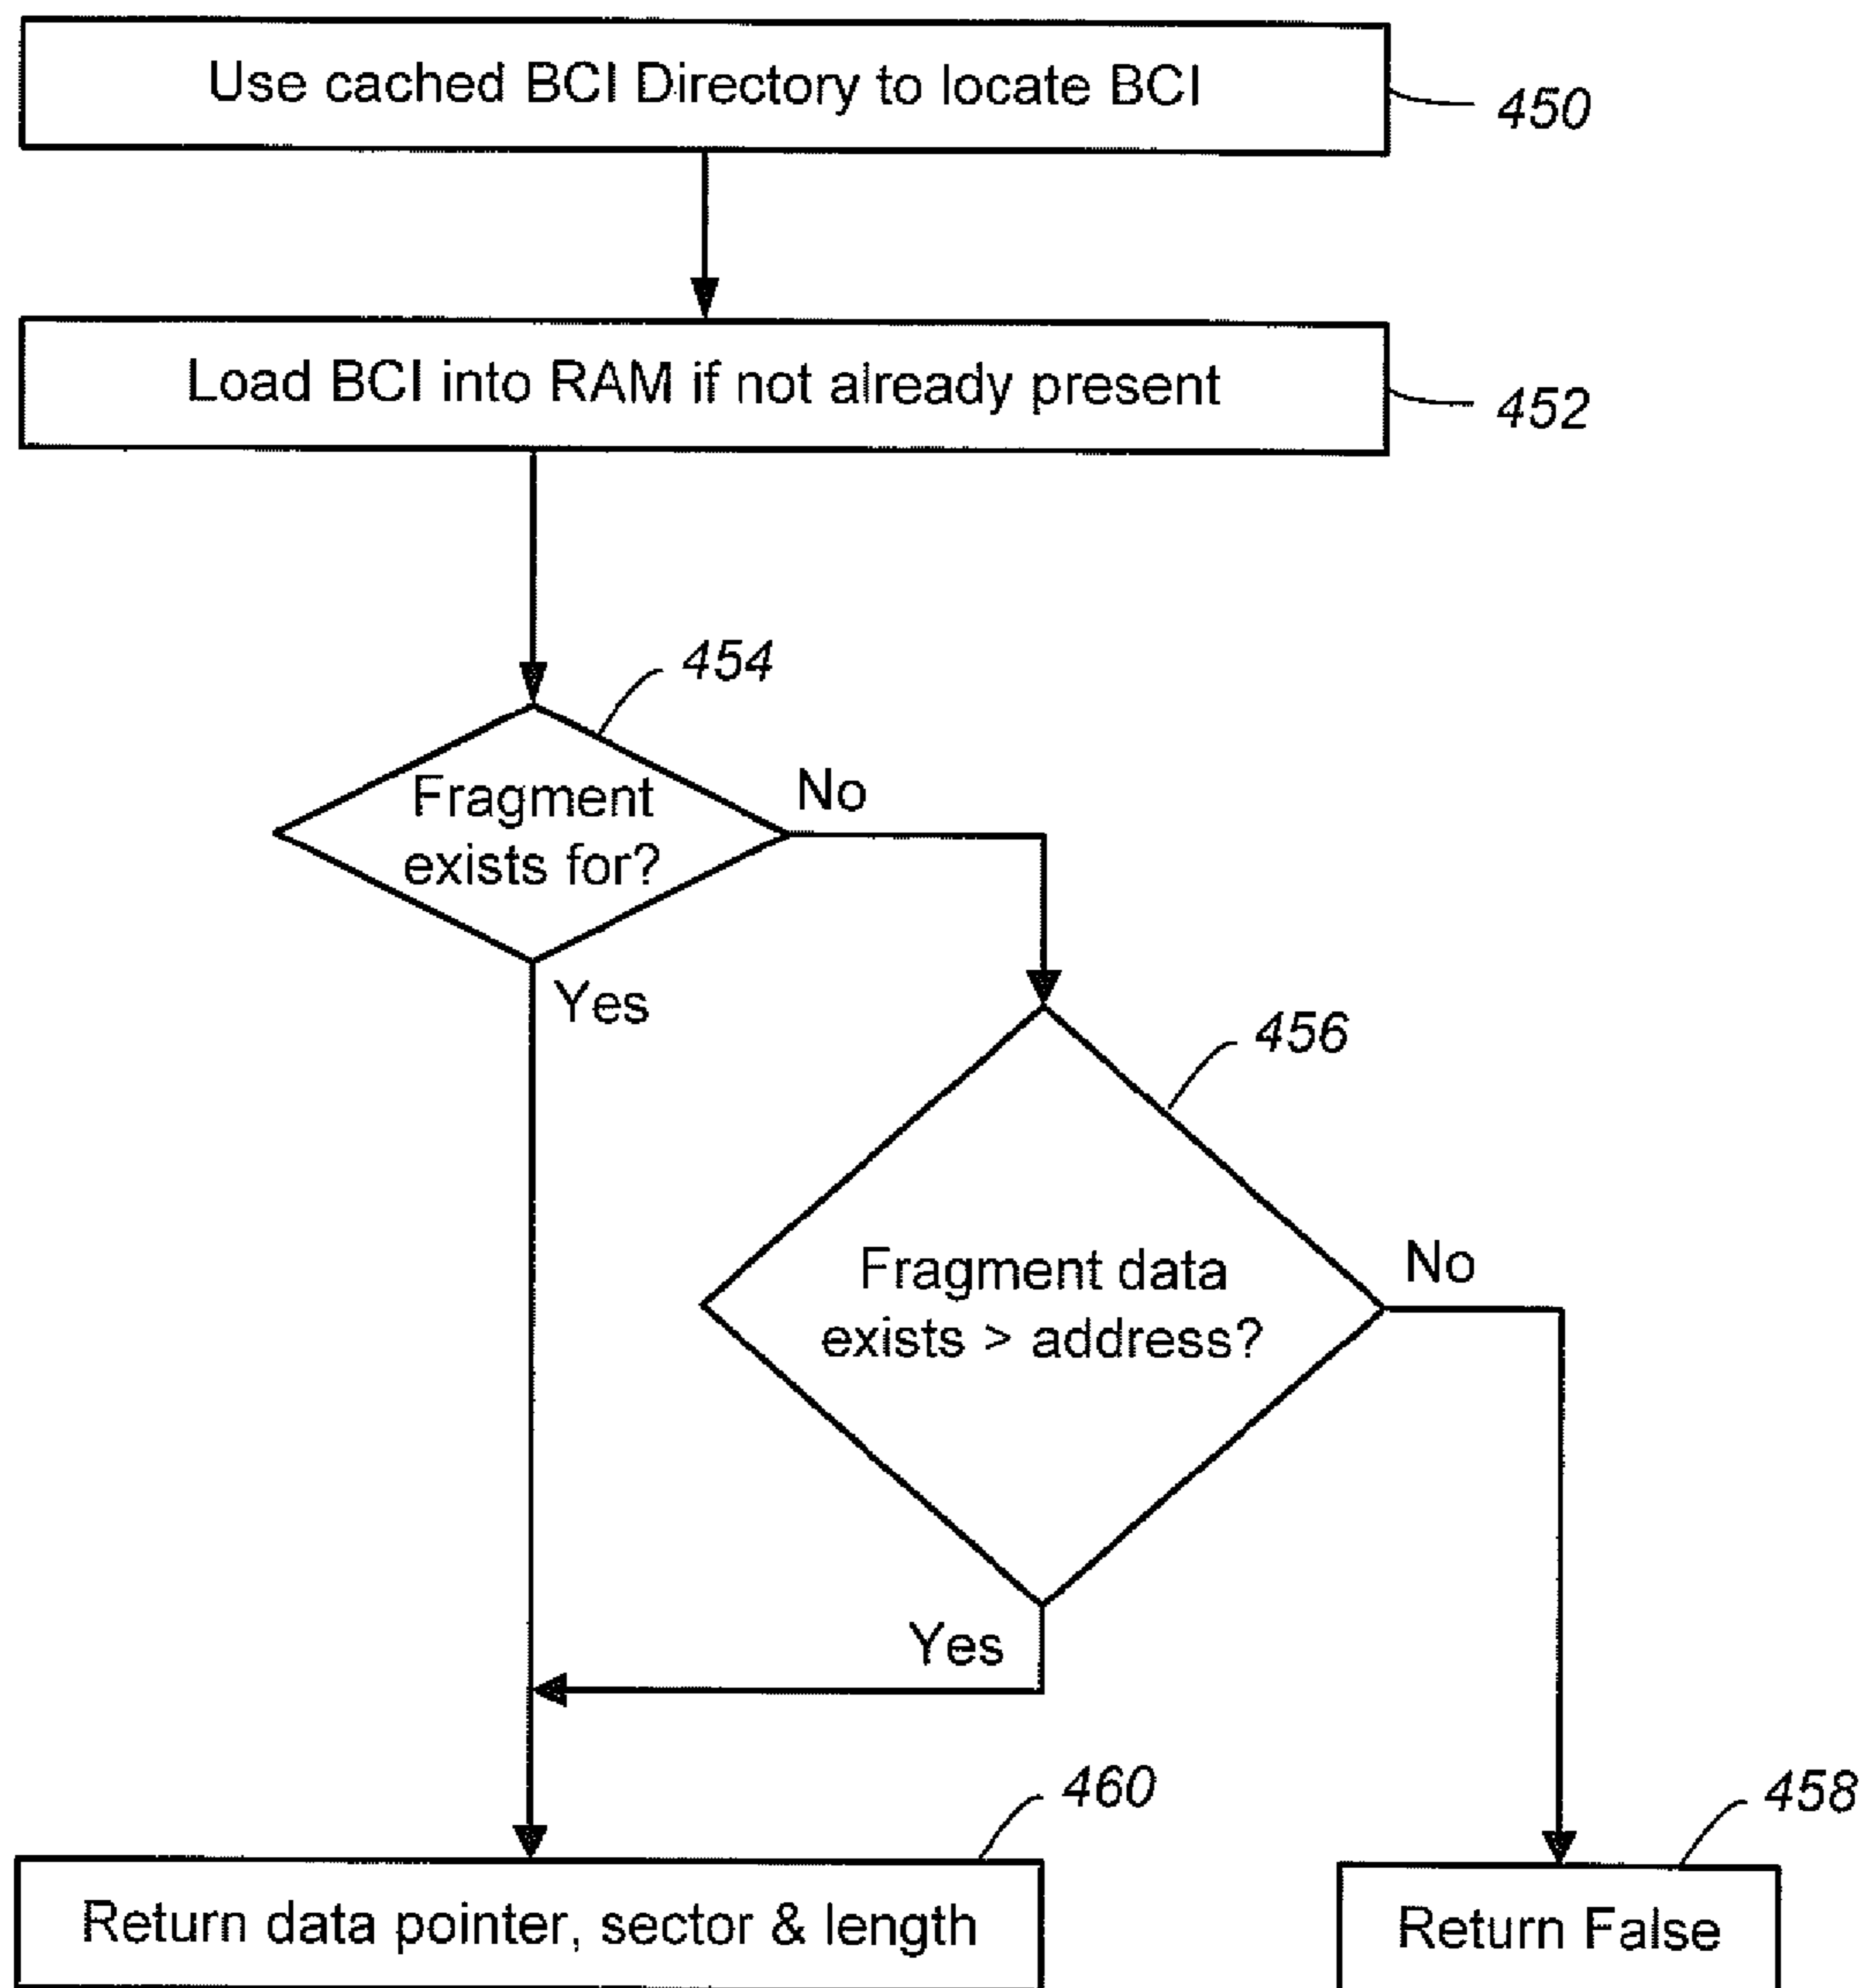 Use cached BCI Directory to locate BCI
450
Load BCI into RAM if not already present
452
454
Fragment
exists for?
No
Yes
456
Fragment data
exists > address?
No
Yes
460
458
Return data pointer, sector & length
Return False